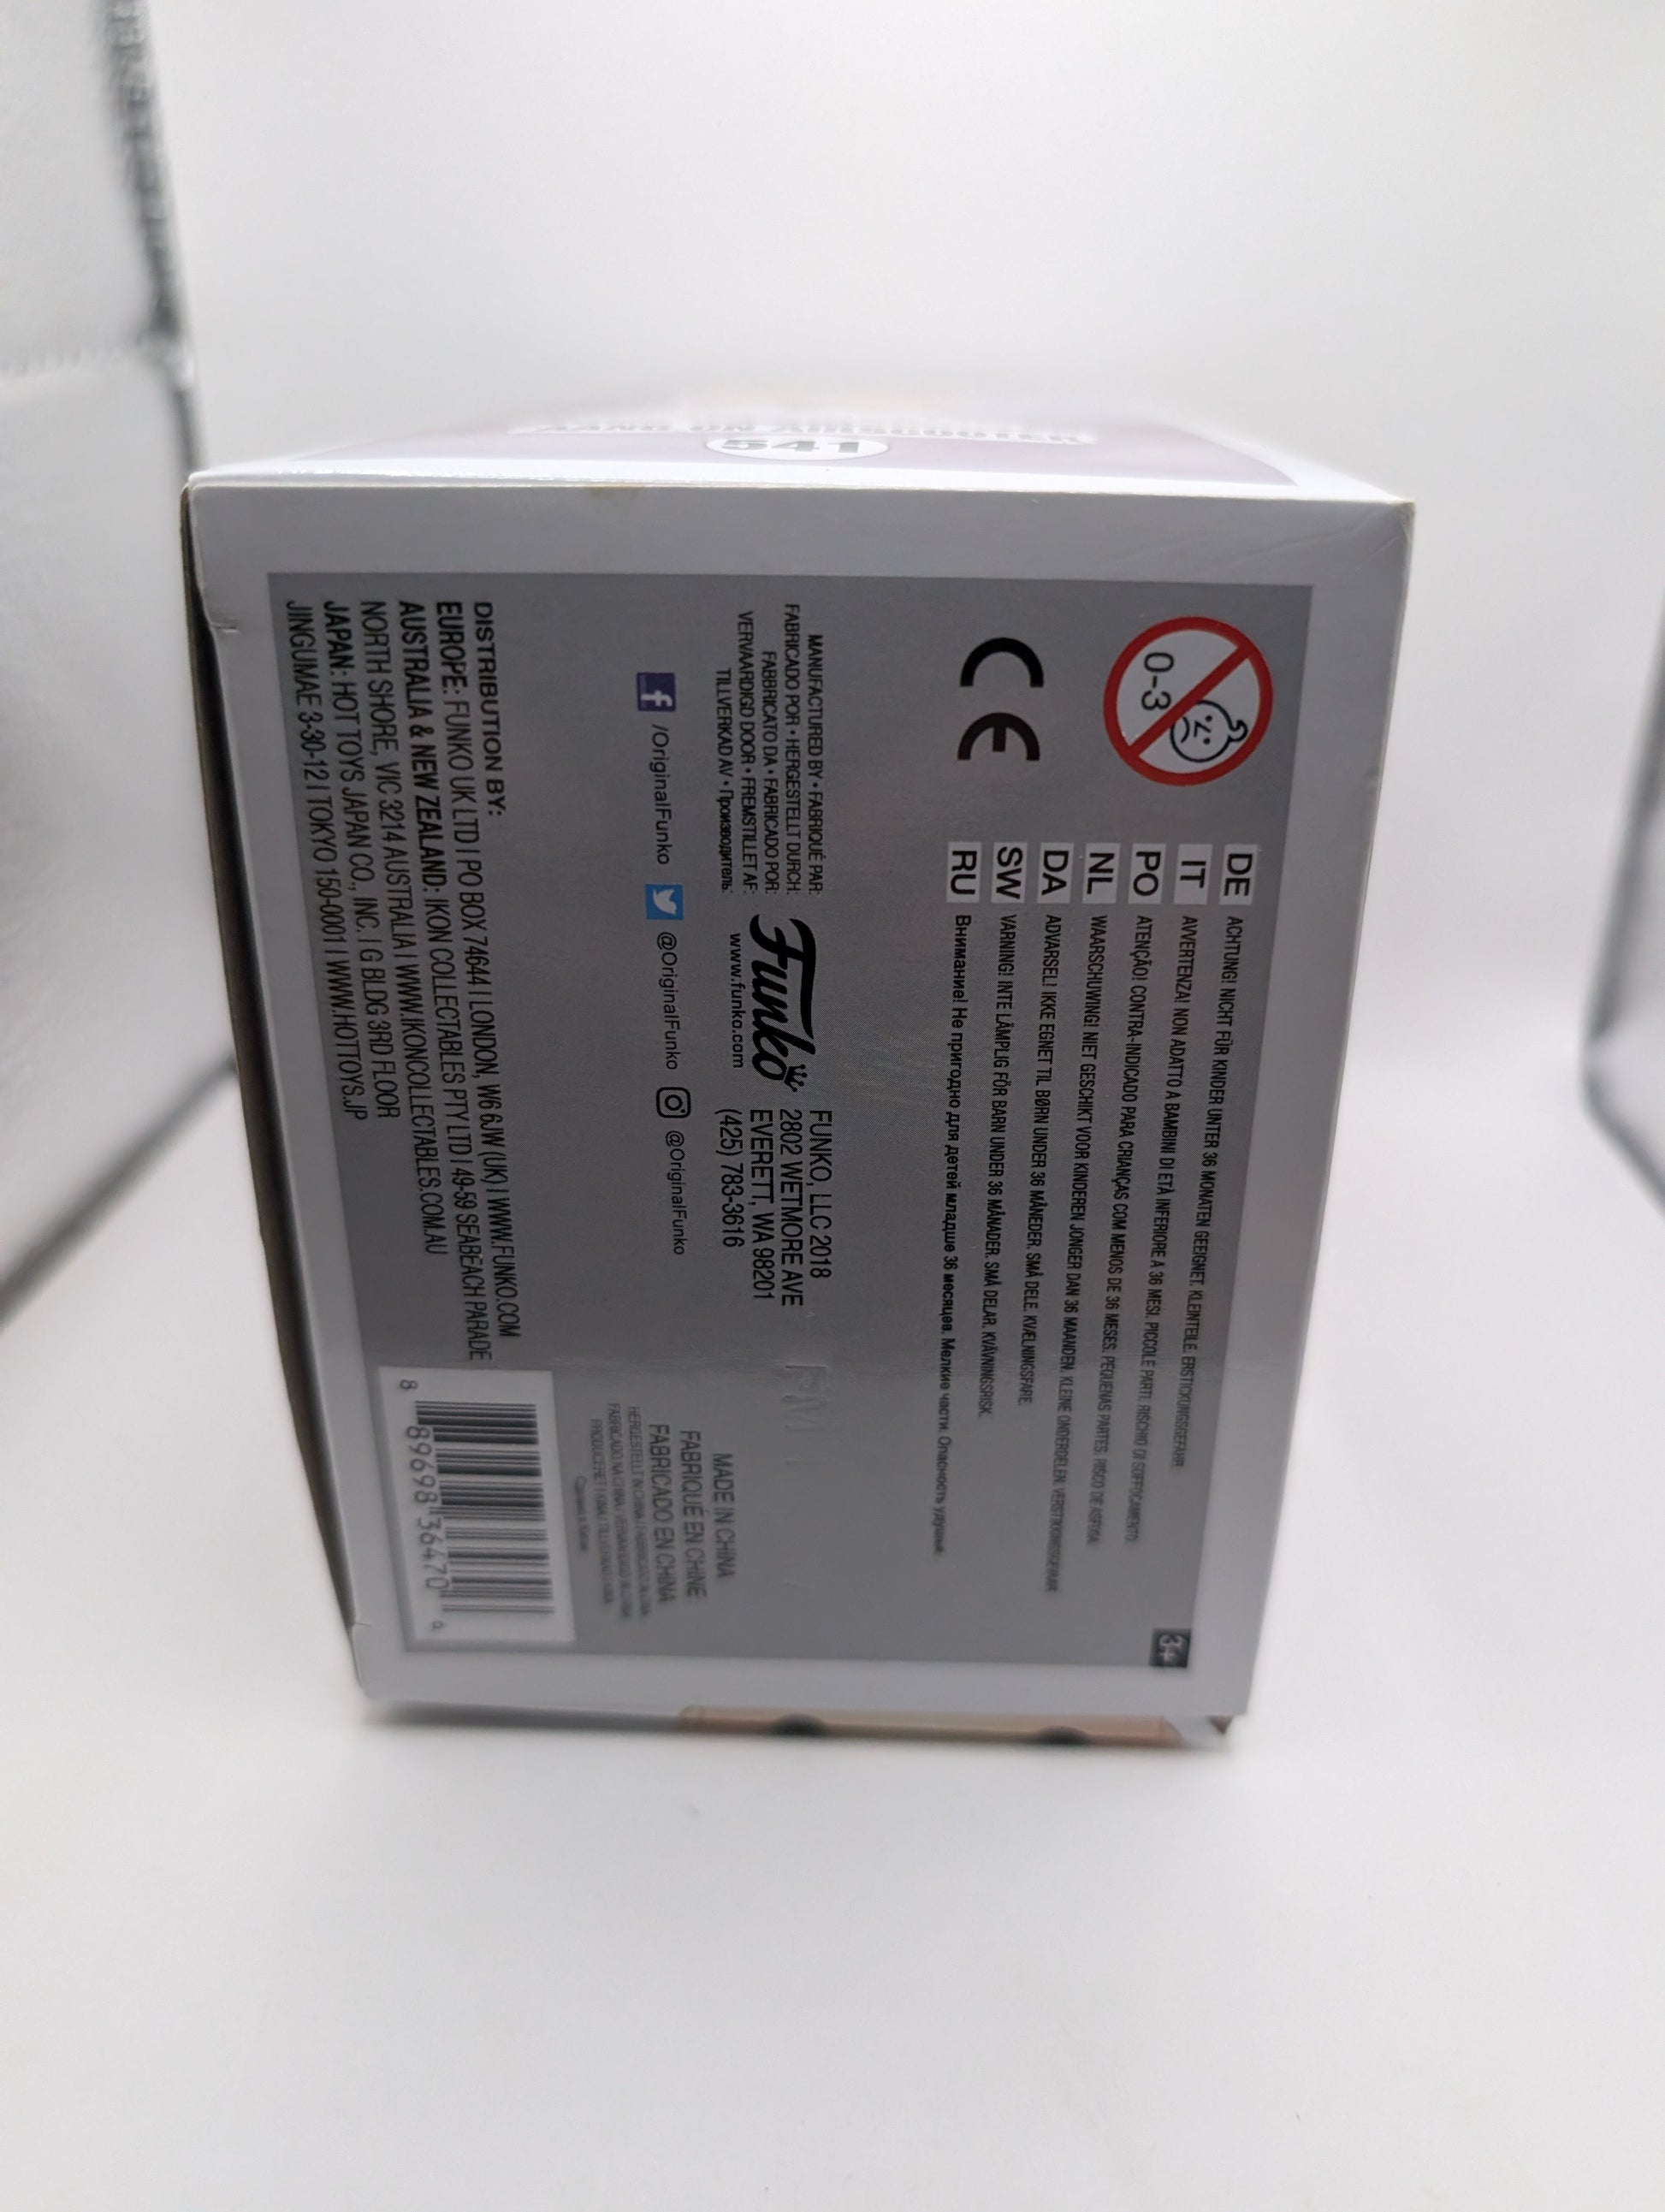 AANG ON AIRSCOOTER
541
0-3
CE
DE ACHTUNG! NICHT FÜR KINDER UNTER 36 MONATEN GEEIGNET. KLEINTEILE. ERSTICKUNGSGEFAHR.
IT AVVERTENZA! NON ADATTO A BAMBINI DI ETÀ INFERIORE A 36 MESI. PICCOLE PARTI. RISCHIO DI SOFFOCAMENTO.
PO ATENÇÃO! CONTRA-INDICADO PARA CRIANÇAS COM MENOS DE 36 MESES. PEQUENAS PARTES. RISCO DE ASFIXIA.
NL WAARSCHUWING! NIET GESCHIKT VOOR KINDEREN JONGER DAN 36 MAANDEN. KLEINE ONDERDELEN. VERSTIKKINGSGEVAAR.
DA ADVARSEL! IKKE EGNET TIL BØRN UNDER 36 MÅNEDER. SMÅ DELE. KVÆLNINGSFARE.
SW VARNING! INTE LÄMPLIG FÖR BARN UNDER 36 MÅNADER. SMÅ DELAR. KVÄVNINGSRISK.
RU Внимание! Не пригодно для детей младше 36 месяцев. Мелкие части. Опасность удушья.
3+
MANUFACTURED BY • FABRIQUÉ PAR:
FABRICADO POR • HERGESTELLT DURCH:
FABBRICATO DA • FABRICADO POR:
VERVAARDIGD DOOR • FREMSTILLET AF:
TILLVERKAD AV • Производитель:
Funko
www.funko.com
FUNKO, LLC 2018
2802 WETMORE AVE
EVERETT, WA 98201
(425) 783-3616
/OriginalFunko @OriginalFunko @OriginalFunko
MADE IN CHINA
FABRIQUÉ EN CHINE
FABRICADO EN CHINA
DISTRIBUTION BY:
EUROPE: FUNKO UK LTD | PO BOX 74644 | LONDON, W6 6JW (UK) | WWW.FUNKO.COM
AUSTRALIA & NEW ZEALAND: IKON COLLECTABLES PTY LTD | 49-59 SEABEACH PARADE
NORTH SHORE, VIC 3214 AUSTRALIA | WWW.IKONCOLLECTABLES.COM.AU
JAPAN: HOT TOYS JAPAN CO., INC. | G BLDG 3RD FLOOR
JINGUMAE 3-30-12 | TOKYO 150-0001 | WWW.HOTTOYS.JP
8 89698 36470